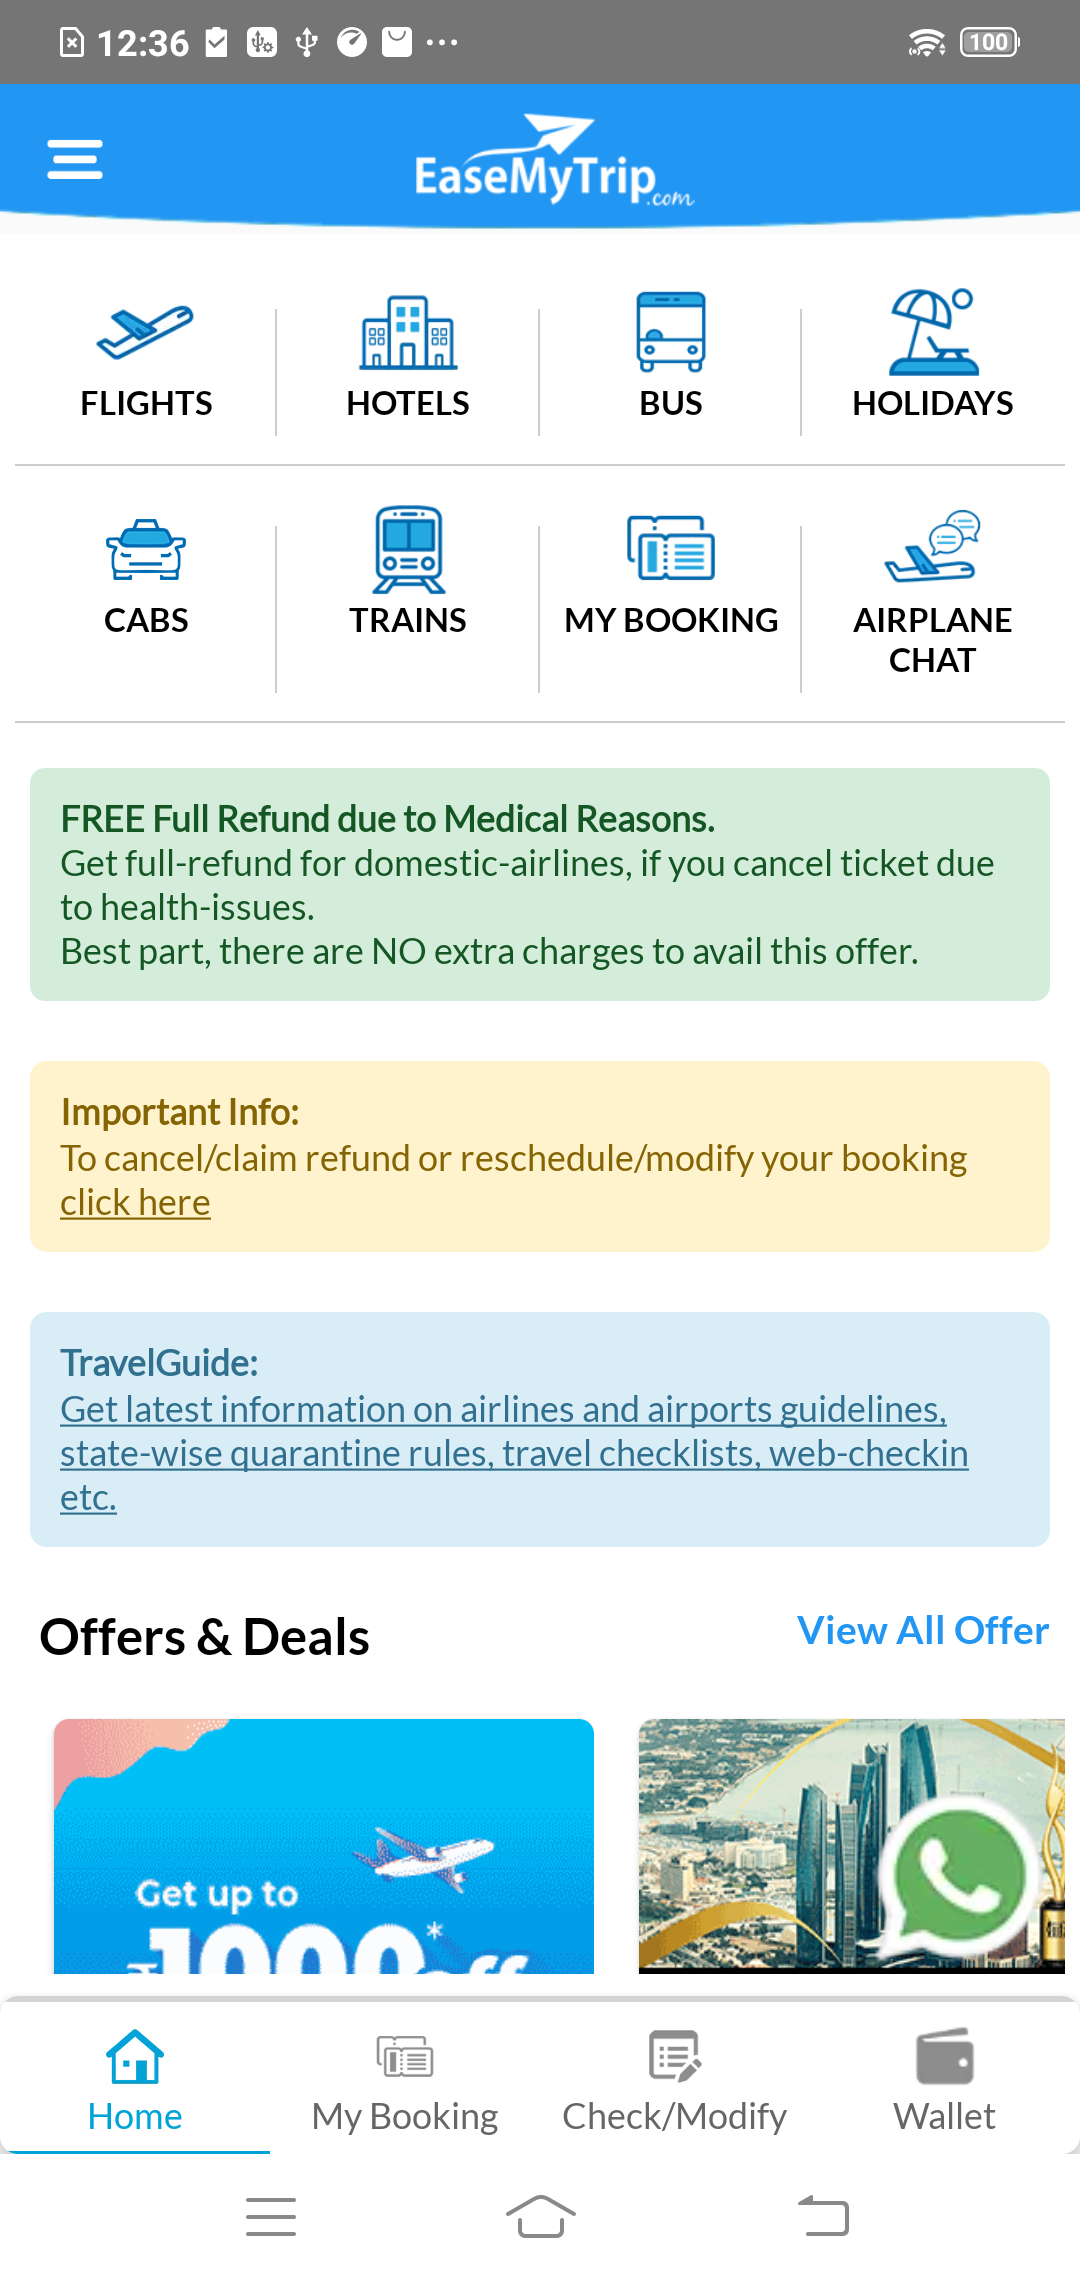 12:36
100
EaseMyTrip.com
FLIGHTS
HOTELS
BUS
HOLIDAYS
CABS
TRAINS
MY BOOKING
AIRPLANE
CHAT
FREE Full Refund due to Medical Reasons.
Get full-refund for domestic-airlines, if you cancel ticket due
to health-issues.
Best part, there are NO extra charges to avail this offer.
Important Info:
To cancel/claim refund or reschedule/modify your booking
click here
TravelGuide:
Get latest information on airlines and airports guidelines,
state-wise quarantine rules, travel checklists, web-checkin
etc.
Offers & Deals
View All Offer
Get up to
₹1000* off
Home
My Booking
Check/Modify
Wallet